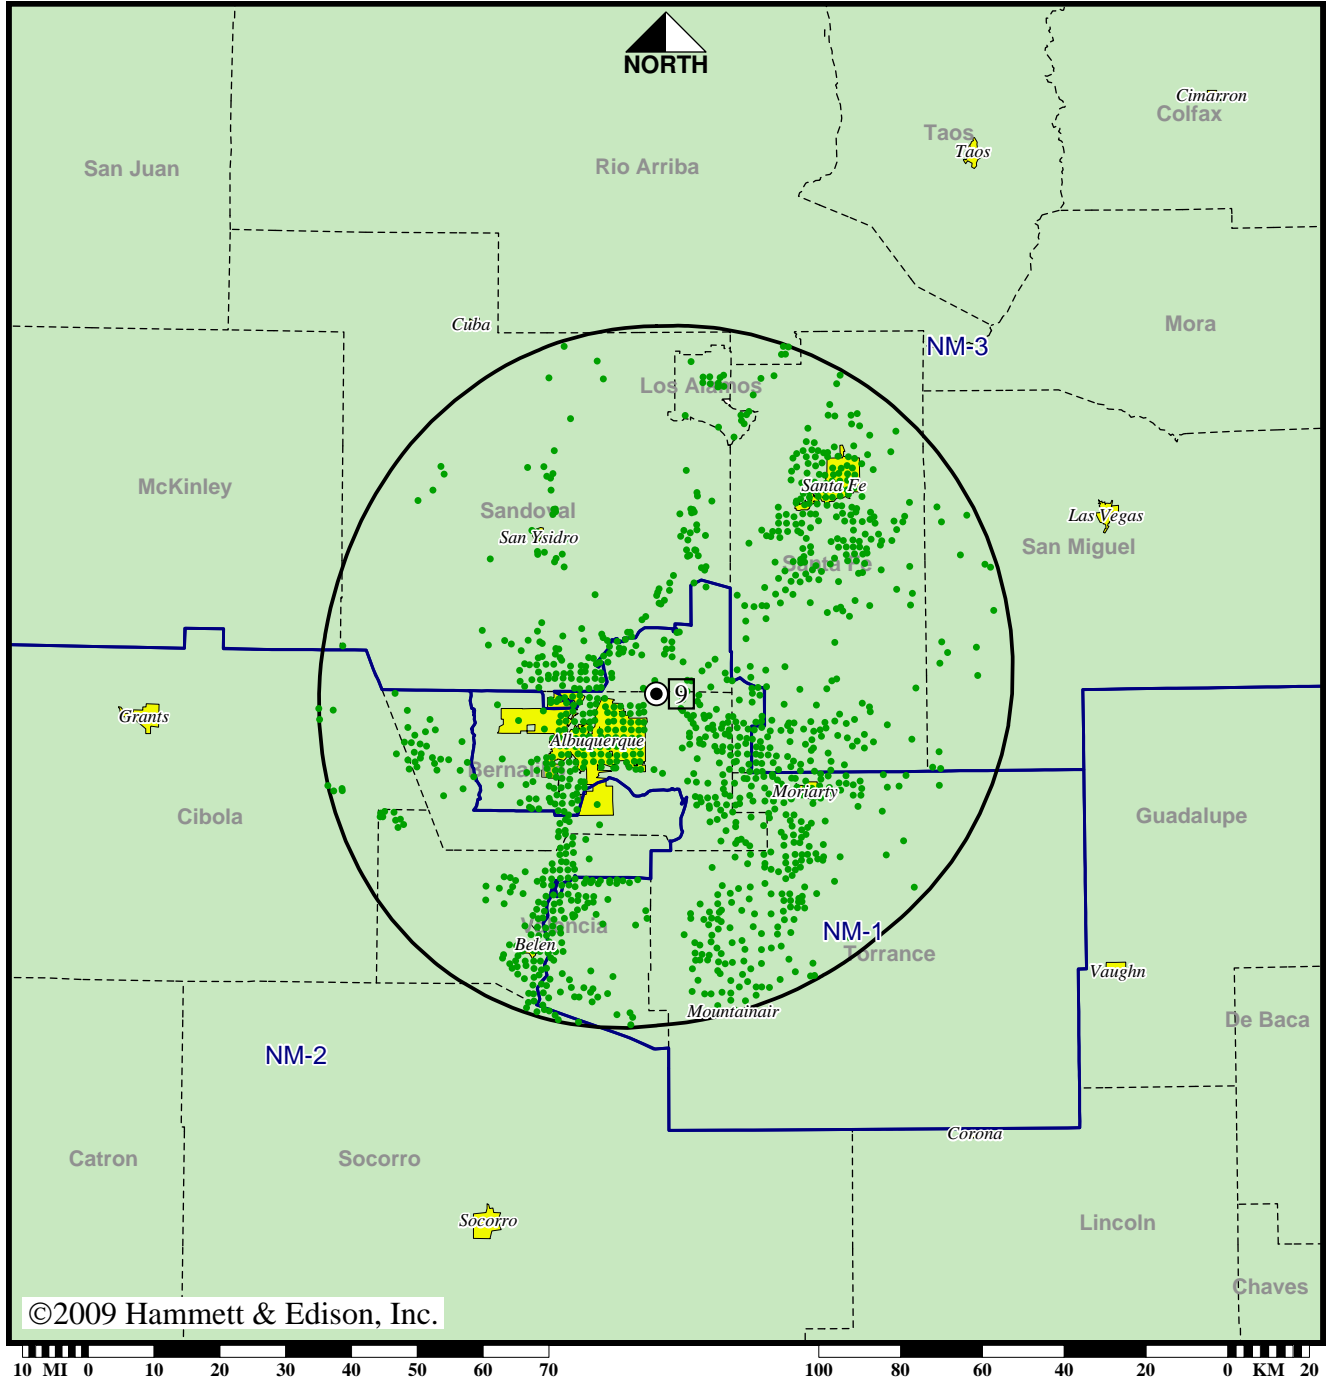 NORTH
Cimarron
Colfax
Taos
Taos
San Juan
Rio Arriba
Cuba
Mora
NM-3
Los Alamos
McKinley
Santa Fe
Sandoval
San Ysidro
Las Vegas
San Miguel
Santa Fe
9
Grants
Albuquerque
Moriarty
Cibola
Guadalupe
Valencia
NM-1
Belen
Torrance
Vaughn
Mountainair
De Baca
NM-2
Corona
Catron
Socorro
Socorro
Lincoln
Chaves
©2009 Hammett & Edison, Inc.
10 MI 0 10 20 30 40 50 60 70 100 80 60 40 20 0 KM 20